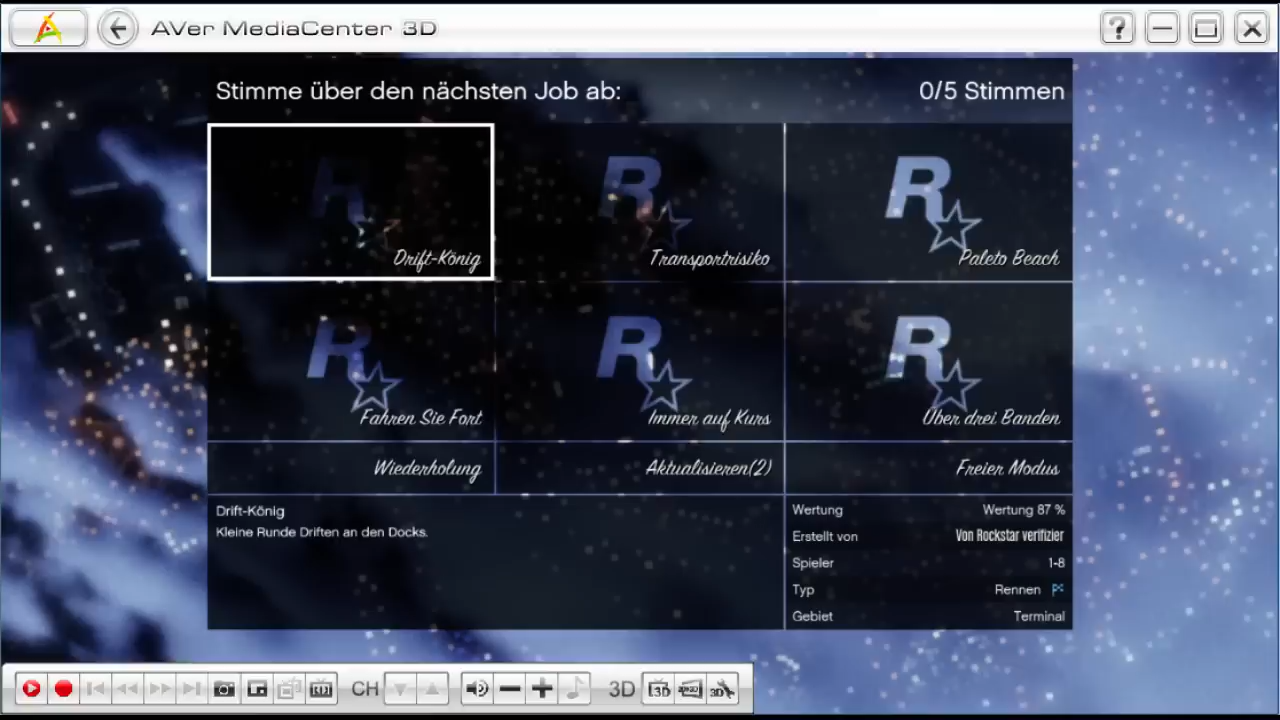 AVer MediaCenter 3D
Stimme über den nächsten Job ab: 0/5 Stimmen
R R R
Drift-König Transportrisiko Paleto Beach
R R R
Fahren Sie Fort Immer auf Kurs Über drei Banden
Wiederholung Aktualisieren(2) Freier Modus
Drift-König
Kleine Runde Driften an den Docks.
Wertung Wertung 87 %
Erstellt von Von Rockstar verifizier
Spieler 1-8
Typ Rennen
Gebiet Terminal
CH 3D